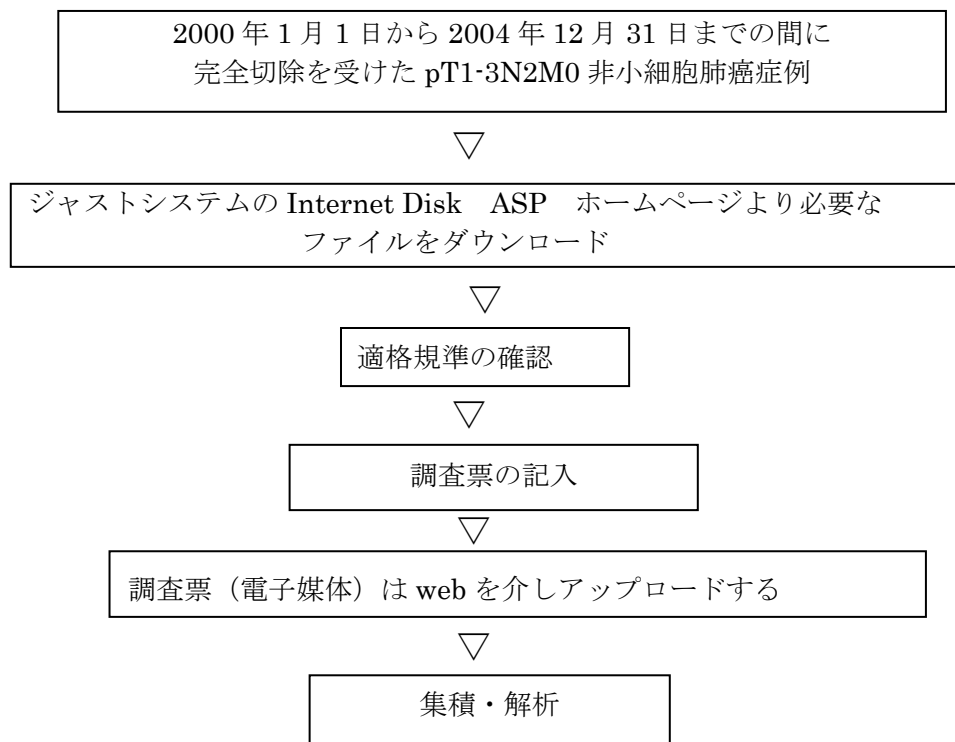 2000 年 1 月 1 日から 2004 年 12 月 31 日までの間に
完全切除を受けた pT1-3N2M0 非小細胞肺癌症例
▽
ジャストシステムの Internet Disk　ASP　ホームページより必要な
ファイルをダウンロード
▽
適格規準の確認
▽
調査票の記入
▽
調査票（電子媒体）は web を介しアップロードする
▽
集積・解析